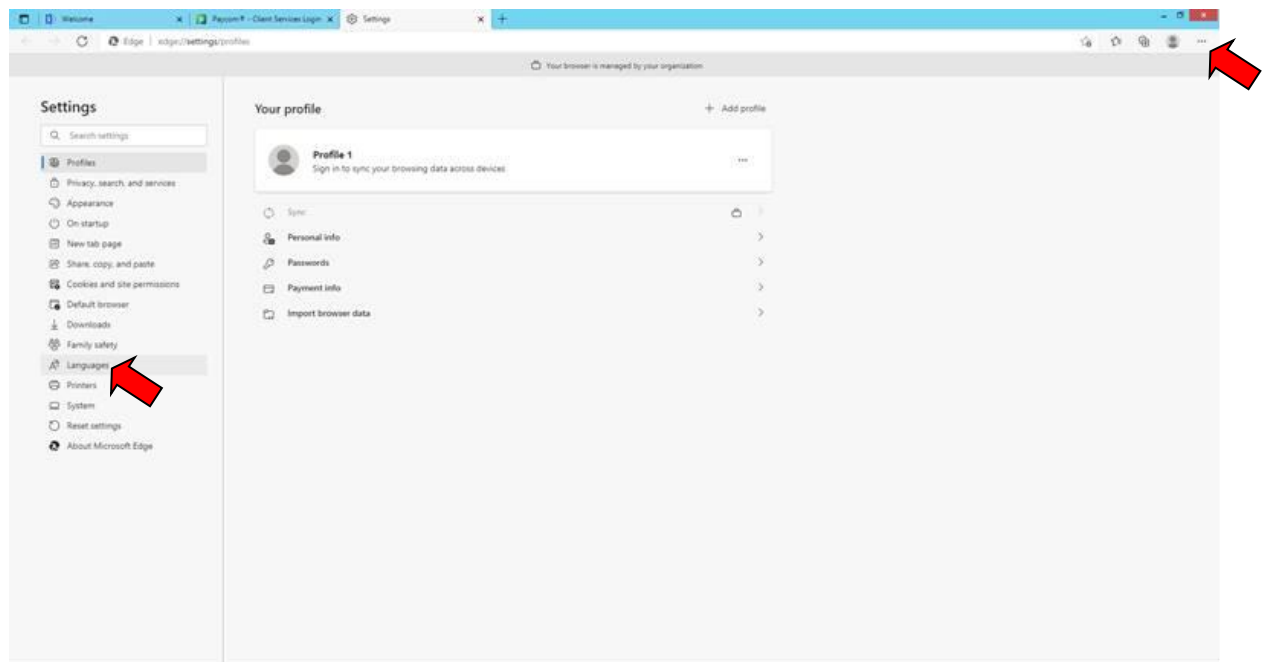 Welcome
Paycom® - Client Services Login
Settings
Edge | edge://settings/profiles
Your browser is managed by your organization
Settings
Search settings
Profiles
Privacy, search, and services
Appearance
On startup
New tab page
Share, copy, and paste
Cookies and site permissions
Default browser
Downloads
Family safety
Languages
Printers
System
Reset settings
About Microsoft Edge
Your profile
+ Add profile
Profile 1
Sign in to sync your browsing data across devices
Sync
Personal info
Passwords
Payment info
Import browser data